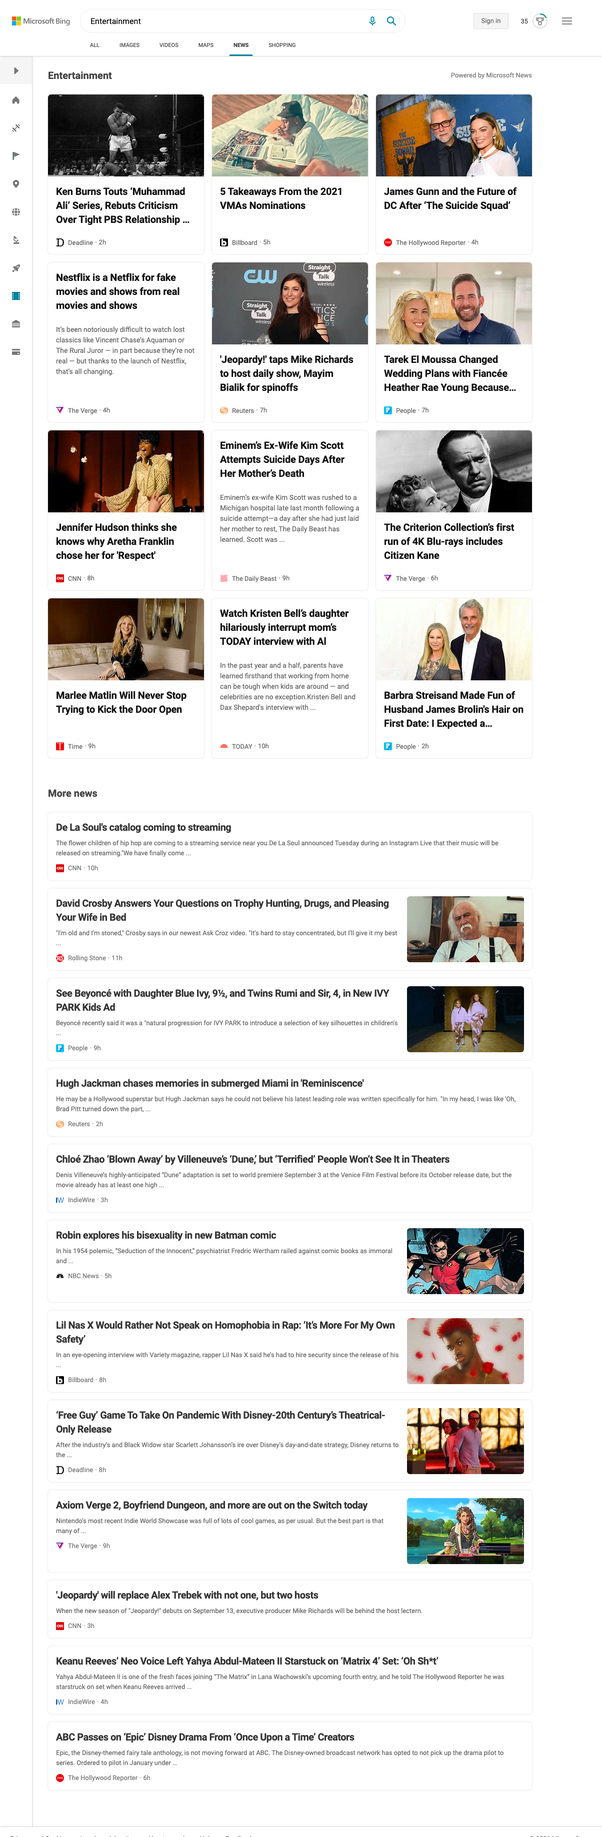 Microsoft Bing
Entertainment
Sign in
35
ALL IMAGES VIDEOS MAPS NEWS SHOPPING
Entertainment
Powered by Microsoft News
Ken Burns Touts ‘Muhammad
Ali’ Series, Rebuts Criticism
Over Tight PBS Relationship ...
Deadline · 2h
5 Takeaways From the 2021
VMAs Nominations
Billboard · 5h
James Gunn and the Future of
DC After ‘The Suicide Squad’
The Hollywood Reporter · 4h
Nestflix is a Netflix for fake
movies and shows from real
movies and shows
It's been notoriously difficult to watch lost
classics like Vincent Chase's Aquaman or
The Rural Juror — in part because they're not
real — but thanks to the launch of Nestflix,
that's all changing.
The Verge · 4h
CW
Straight Talk
wireless
Straight Talk
wireless
'Jeopardy!' taps Mike Richards
to host daily show, Mayim
Bialik for spinoffs
Reuters · 7h
Tarek El Moussa Changed
Wedding Plans with Fiancée
Heather Rae Young Because...
People · 7h
Jennifer Hudson thinks she
knows why Aretha Franklin
chose her for 'Respect'
CNN · 8h
Eminem's Ex-Wife Kim Scott
Attempts Suicide Days After
Her Mother's Death
Eminem's ex-wife Kim Scott was rushed to a
Michigan hospital late last month following a
suicide attempt—a day after she had just laid
her mother to rest, The Daily Beast has
learned. Scott was ...
The Daily Beast · 9h
The Criterion Collection's first
run of 4K Blu-rays includes
Citizen Kane
The Verge · 6h
Marlee Matlin Will Never Stop
Trying to Kick the Door Open
Time · 9h
Watch Kristen Bell's daughter
hilariously interrupt mom's
TODAY interview with Al
In the past year and a half, parents have
learned firsthand that working from home
can be tough when kids are around — and
celebrities are no exception.Kristen Bell and
Dax Shepard's interview with ...
TODAY · 10h
Barbra Streisand Made Fun of
Husband James Brolin's Hair on
First Date: I Expected a...
People · 2h
More news
De La Soul's catalog coming to streaming
The flower children of hip hop are coming to a streaming service near you.De La Soul announced Tuesday during an Instagram Live that their music will be
released on streaming."We have finally come ...
CNN · 10h
David Crosby Answers Your Questions on Trophy Hunting, Drugs, and Pleasing
Your Wife in Bed
"I'm old and I'm stoned," Crosby says in our newest Ask Croz video. "It's hard to stay concentrated, but I'll give it my best
...
Rolling Stone · 11h
See Beyoncé with Daughter Blue Ivy, 9½, and Twins Rumi and Sir, 4, in New IVY
PARK Kids Ad
Beyoncé recently said it was a "natural progression for IVY PARK to introduce a selection of key silhouettes in children's
...
People · 9h
Hugh Jackman chases memories in submerged Miami in 'Reminiscence'
He may be a Hollywood superstar but Hugh Jackman says he could not believe his latest leading role was written specifically for him. "In my head, I was like 'Oh,
Brad Pitt turned down the part, ...
Reuters · 2h
Chloé Zhao ‘Blown Away’ by Villeneuve’s ‘Dune,’ but ‘Terrified’ People Won’t See It in Theaters
Denis Villeneuve's highly-anticipated "Dune" adaptation is set to world premiere September 3 at the Venice Film Festival before its October release date, but the
movie already has at least one high ...
IndieWire · 3h
Robin explores his bisexuality in new Batman comic
In his 1954 polemic, "Seduction of the Innocent," psychiatrist Fredric Wertham railed against comic books as immoral
and ...
NBC News · 5h
Lil Nas X Would Rather Not Speak on Homophobia in Rap: ‘It’s More For My Own
Safety’
In an eye-opening interview with Variety magazine, rapper Lil Nas X said he's had to hire security since the release of his
...
Billboard · 8h
‘Free Guy’ Game To Take On Pandemic With Disney-20th Century’s Theatrical-
Only Release
After the industry's and Black Widow star Scarlett Johansson's ire over Disney's day-and-date strategy, Disney returns to
the ...
Deadline · 8h
Axiom Verge 2, Boyfriend Dungeon, and more are out on the Switch today
Nintendo's most recent Indie World Showcase was full of lots of cool games, as per usual. But the best part is that
many of ...
The Verge · 9h
'Jeopardy' will replace Alex Trebek with not one, but two hosts
When the new season of "Jeopardy!" debuts on September 13, executive producer Mike Richards will be behind the host lectern.
CNN · 3h
Keanu Reeves’ Neo Voice Left Yahya Abdul-Mateen II Starstuck on ‘Matrix 4’ Set: ‘Oh Sh*t’
Yahya Abdul-Mateen II is one of the fresh faces joining "The Matrix" in Lana Wachowski's upcoming fourth entry, and he told The Hollywood Reporter he was
starstruck on set when Keanu Reeves arrived ...
IndieWire · 4h
ABC Passes on ‘Epic’ Disney Drama From ‘Once Upon a Time’ Creators
Epic, the Disney-themed fairy tale anthology, is not moving forward at ABC. The Disney-owned broadcast network has opted to not pick up the drama pilot to
series. Ordered to pilot in January under ...
The Hollywood Reporter · 6h